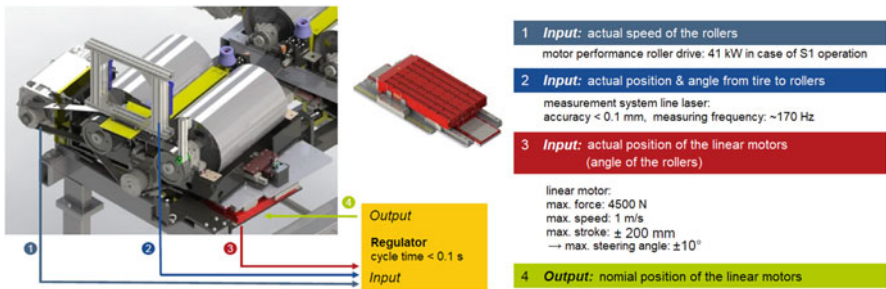 1
2
3
4
Output
Regulator
cycle time < 0.1 s
Input
1 Input: actual speed of the rollers
motor performance roller drive: 41 kW in case of S1 operation
2 Input: actual position & angle from tire to rollers
measurement system line laser:
accuracy < 0.1 mm, measuring frequency: ~170 Hz
3 Input: actual position of the linear motors
(angle of the rollers)
linear motor:
max. force: 4500 N
max. speed: 1 m/s
max. stroke: ± 200 mm
→ max. steering angle: ±10°
4 Output: nomial position of the linear motors